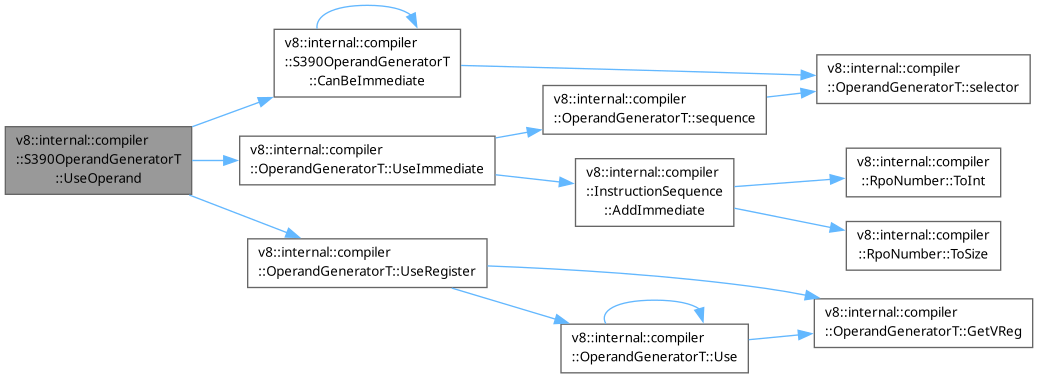 v8::internal::compiler
::S390OperandGeneratorT
::UseOperand
v8::internal::compiler
::S390OperandGeneratorT
::CanBeImmediate
v8::internal::compiler
::OperandGeneratorT::selector
v8::internal::compiler
::OperandGeneratorT::UseImmediate
v8::internal::compiler
::OperandGeneratorT::sequence
v8::internal::compiler
::InstructionSequence
::AddImmediate
v8::internal::compiler
::RpoNumber::ToInt
v8::internal::compiler
::RpoNumber::ToSize
v8::internal::compiler
::OperandGeneratorT::UseRegister
v8::internal::compiler
::OperandGeneratorT::GetVReg
v8::internal::compiler
::OperandGeneratorT::Use